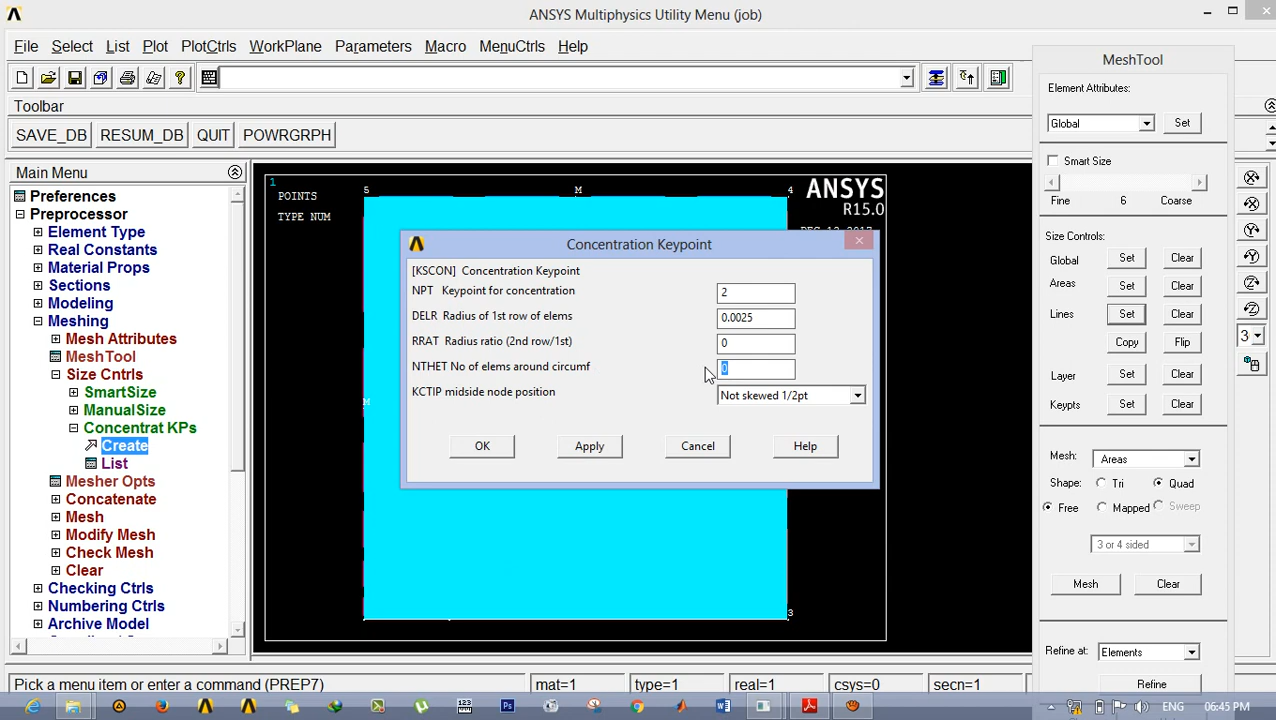 ANSYS Multiphysics Utility Menu (job)
File Select List Plot PlotCtrls WorkPlane Parameters Macro MenuCtrls Help
Toolbar
SAVE_DB RESUM_DB QUIT POWRGRPH
Main Menu
Preferences
Preprocessor
Element Type
Real Constants
Material Props
Sections
Modeling
Meshing
Mesh Attributes
MeshTool
Size Cntrls
SmartSize
ManualSize
Concentrat KPs
Create
List
Mesher Opts
Concatenate
Mesh
Modify Mesh
Check Mesh
Clear
Checking Ctrls
Numbering Ctrls
Archive Model
1
POINTS
TYPE NUM
5
M
4
ANSYS
R15.0
M
3
Concentration Keypoint
[KSCON] Concentration Keypoint
NPT Keypoint for concentration 2
DELR Radius of 1st row of elems 0.0025
RRAT Radius ratio (2nd row/1st) 0
NTHET No of elems around circumf 0
KCTIP midside node position Not skewed 1/2pt
OK Apply Cancel Help
MeshTool
Element Attributes:
Global Set
Smart Size
Fine 6 Coarse
Size Controls:
Global Set Clear
Areas Set Clear
Lines Set Clear
Copy Flip
Layer Set Clear
Keypts Set Clear
Mesh: Areas
Shape: Tri Quad
Free Mapped Sweep
3 or 4 sided
Mesh Clear
Refine at: Elements
Refine
3
Pick a menu item or enter a command (PREP7) mat=1 type=1 real=1 csys=0 secn=1
ENG 06:45 PM